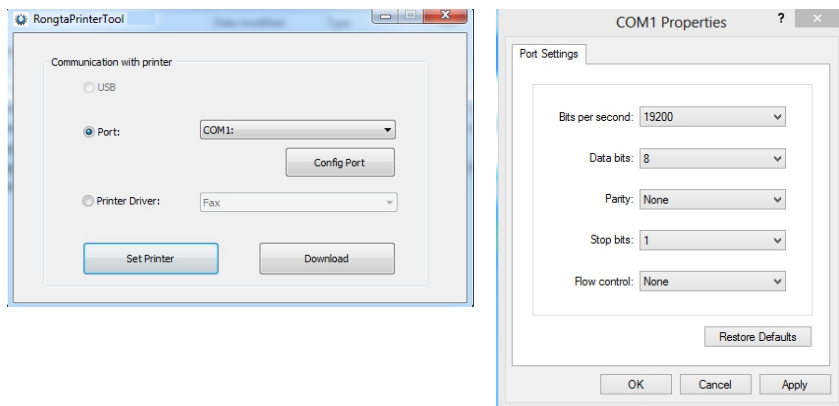 RongtaPrinterTool
Communication with printer
USB
Port: COM1:
Config Port
Printer Driver: Fax
Set Printer Download
COM1 Properties ?
Port Settings
Bits per second: 19200
Data bits: 8
Parity: None
Stop bits: 1
Flow control: None
Restore Defaults
OK Cancel Apply